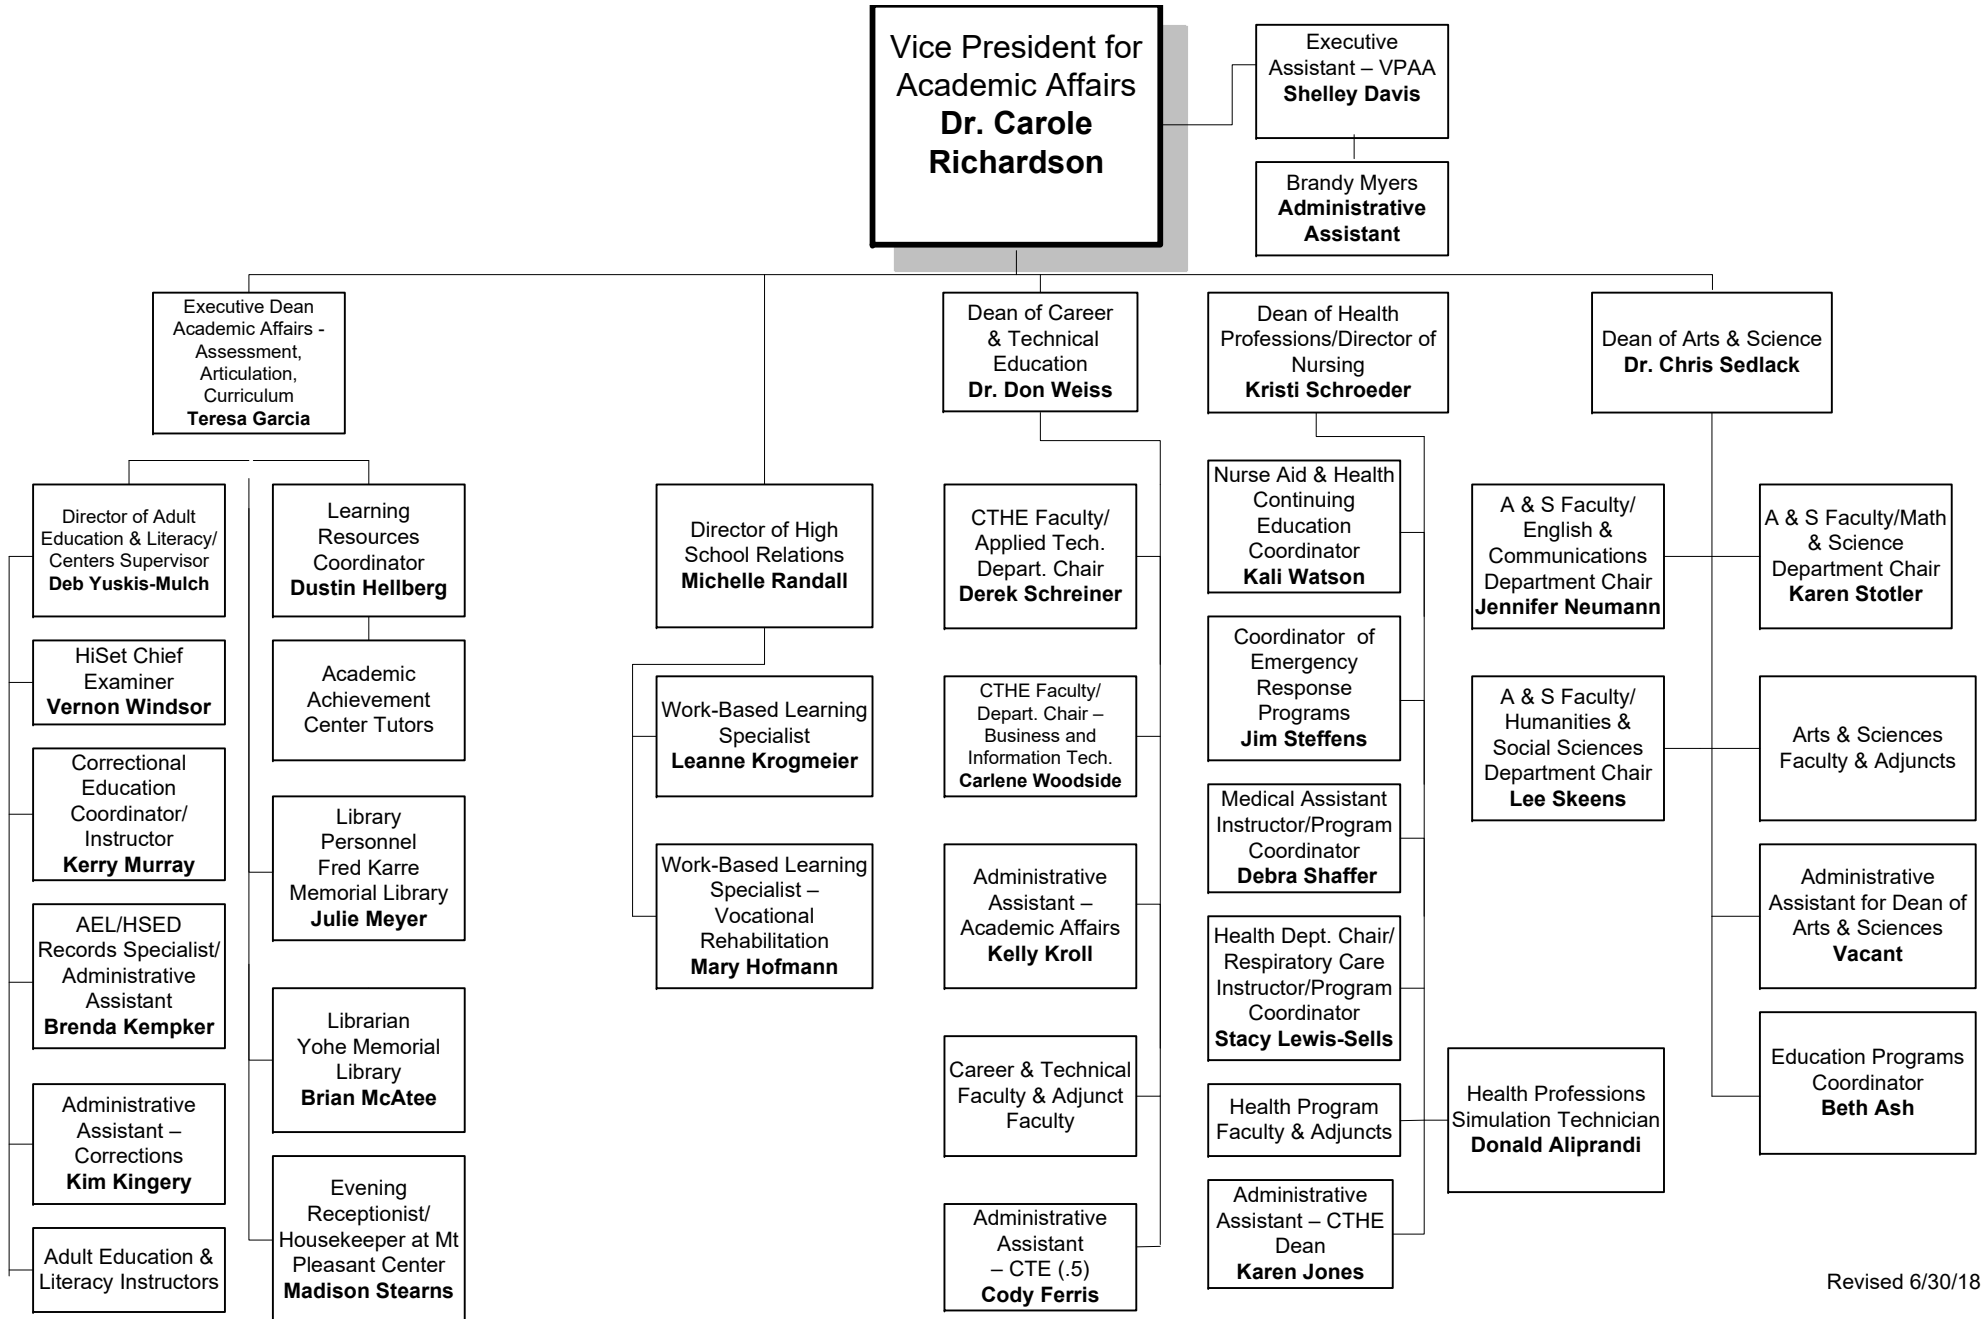 Vice President for
Academic Affairs
Dr. Carole
Richardson
Executive
Assistant – VPAA
Shelley Davis
Brandy Myers
Administrative
Assistant
Executive Dean
Academic Affairs -
Assessment,
Articulation,
Curriculum
Teresa Garcia
Dean of Career
& Technical
Education
Dr. Don Weiss
Dean of Health
Professions/Director of
Nursing
Kristi Schroeder
Dean of Arts & Science
Dr. Chris Sedlack
Director of Adult
Education & Literacy/
Centers Supervisor
Deb Yuskis-Mulch
HiSet Chief
Examiner
Vernon Windsor
Correctional
Education
Coordinator/
Instructor
Kerry Murray
AEL/HSED
Records Specialist/
Administrative
Assistant
Brenda Kempker
Administrative
Assistant –
Corrections
Kim Kingery
Adult Education &
Literacy Instructors
Learning
Resources
Coordinator
Dustin Hellberg
Academic
Achievement
Center Tutors
Library
Personnel
Fred Karre
Memorial Library
Julie Meyer
Librarian
Yohe Memorial
Library
Brian McAtee
Evening
Receptionist/
Housekeeper at Mt
Pleasant Center
Madison Stearns
Director of High
School Relations
Michelle Randall
Work-Based Learning
Specialist
Leanne Krogmeier
Work-Based Learning
Specialist –
Vocational
Rehabilitation
Mary Hofmann
CTHE Faculty/
Applied Tech.
Depart. Chair
Derek Schreiner
CTHE Faculty/
Depart. Chair –
Business and
Information Tech.
Carlene Woodside
Administrative
Assistant –
Academic Affairs
Kelly Kroll
Career & Technical
Faculty & Adjunct
Faculty
Administrative
Assistant
– CTE (.5)
Cody Ferris
Nurse Aid & Health
Continuing
Education
Coordinator
Kali Watson
Coordinator of
Emergency
Response
Programs
Jim Steffens
Medical Assistant
Instructor/Program
Coordinator
Debra Shaffer
Health Dept. Chair/
Respiratory Care
Instructor/Program
Coordinator
Stacy Lewis-Sells
Health Program
Faculty & Adjuncts
Administrative
Assistant – CTHE
Dean
Karen Jones
Health Professions
Simulation Technician
Donald Aliprandi
A & S Faculty/
English &
Communications
Department Chair
Jennifer Neumann
A & S Faculty/
Humanities &
Social Sciences
Department Chair
Lee Skeens
A & S Faculty/Math
& Science
Department Chair
Karen Stotler
Arts & Sciences
Faculty & Adjuncts
Administrative
Assistant for Dean of
Arts & Sciences
Vacant
Education Programs
Coordinator
Beth Ash
Revised 6/30/18